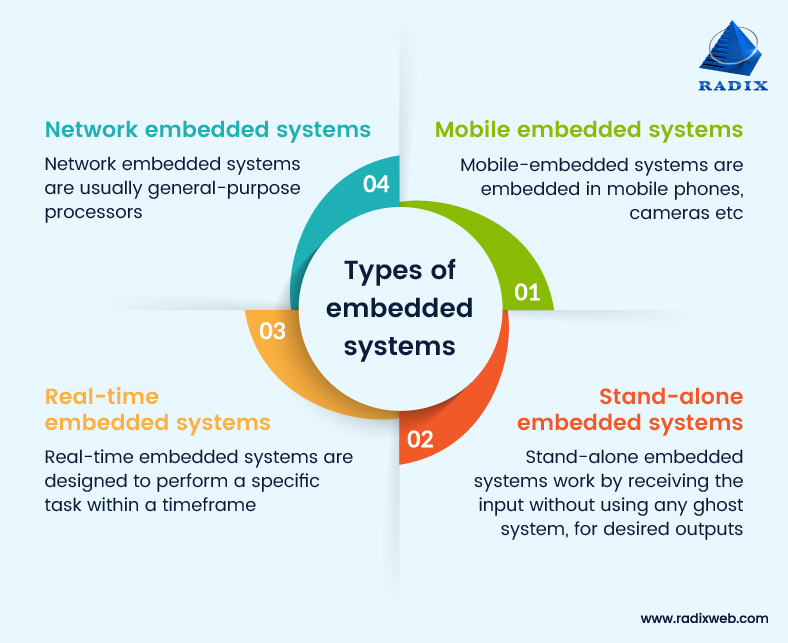 RADIX
Network embedded systems
Network embedded systems
are usually general-purpose
processors
04
Mobile embedded systems
Mobile-embedded systems are
embedded in mobile phones,
cameras etc
01
Types of
embedded
systems
03
Real-time
embedded systems
Real-time embedded systems are
designed to perform a specific
task within a timeframe
02
Stand-alone
embedded systems
Stand-alone embedded
systems work by receiving the
input without using any ghost
system, for desired outputs
www.radixweb.com